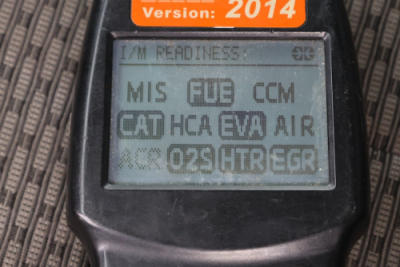 Version: 2014
I/M READINESS:
MIS FUE CCM
CAT HCA EVA AIR
ACR O2S HTR EGR